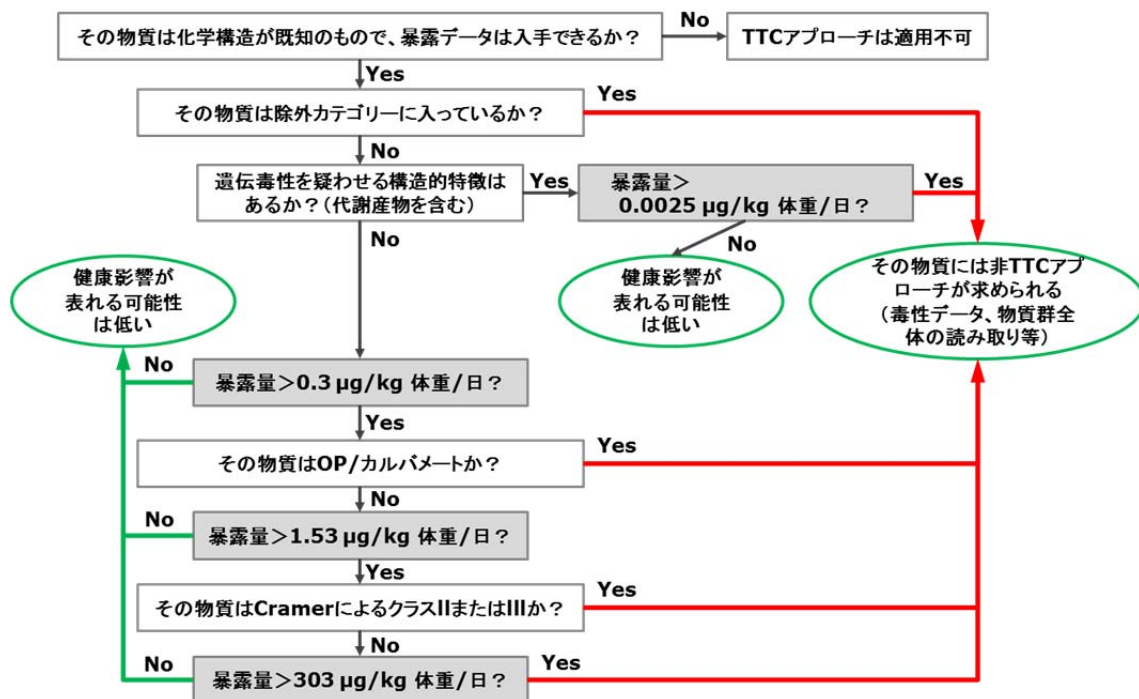 その物質は化学構造が既知のもので、暴露データは入手できるか？
No
TTCアプローチは適用不可
Yes
その物質は除外カテゴリーに入っているか？
Yes
No
遺伝毒性を疑わせる構造的特徴は
あるか？（代謝産物を含む）
Yes
暴露量＞
0.0025 μg/kg 体重/日？
Yes
No
No
健康影響が
表れる可能性
は低い
健康影響が
表れる可能性
は低い
その物質には非TTCアプ
ローチが求められる
（毒性データ、物質群全
体の読み取り等）
No
暴露量＞0.3 μg/kg 体重/日？
Yes
その物質はOP/カルバメートか？
Yes
No
No
暴露量＞1.53 μg/kg 体重/日？
Yes
その物質はCramerによるクラスIIまたはIIIか？
Yes
No
No
暴露量＞303 μg/kg 体重/日？
Yes